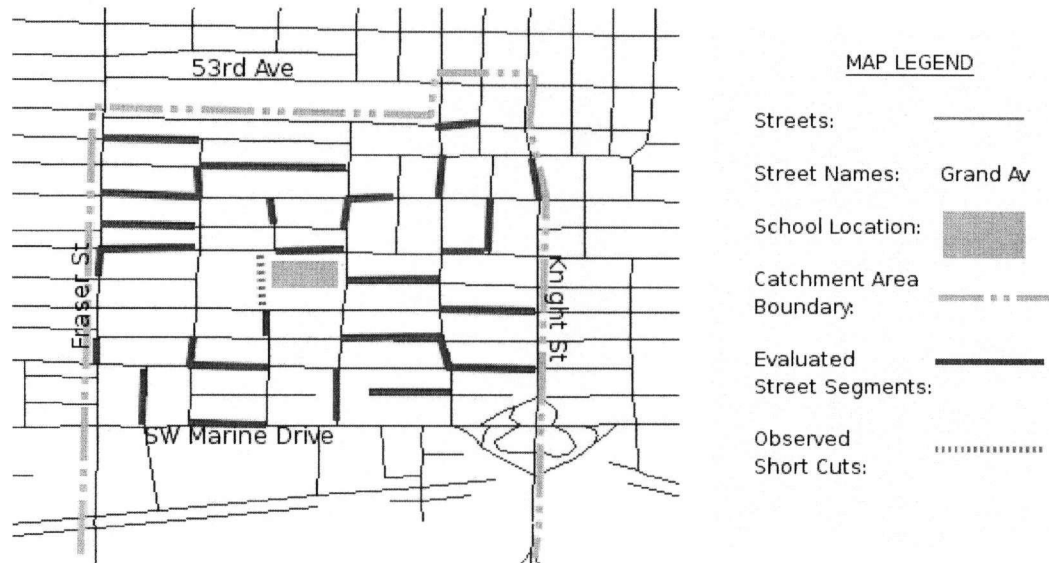 53rd Ave
Fraser St
Knight St
SW Marine Drive
MAP LEGEND
Streets:
Street Names: Grand Av
School Location:
Catchment Area
Boundary:
Evaluated
Street Segments:
Observed
Short Cuts: